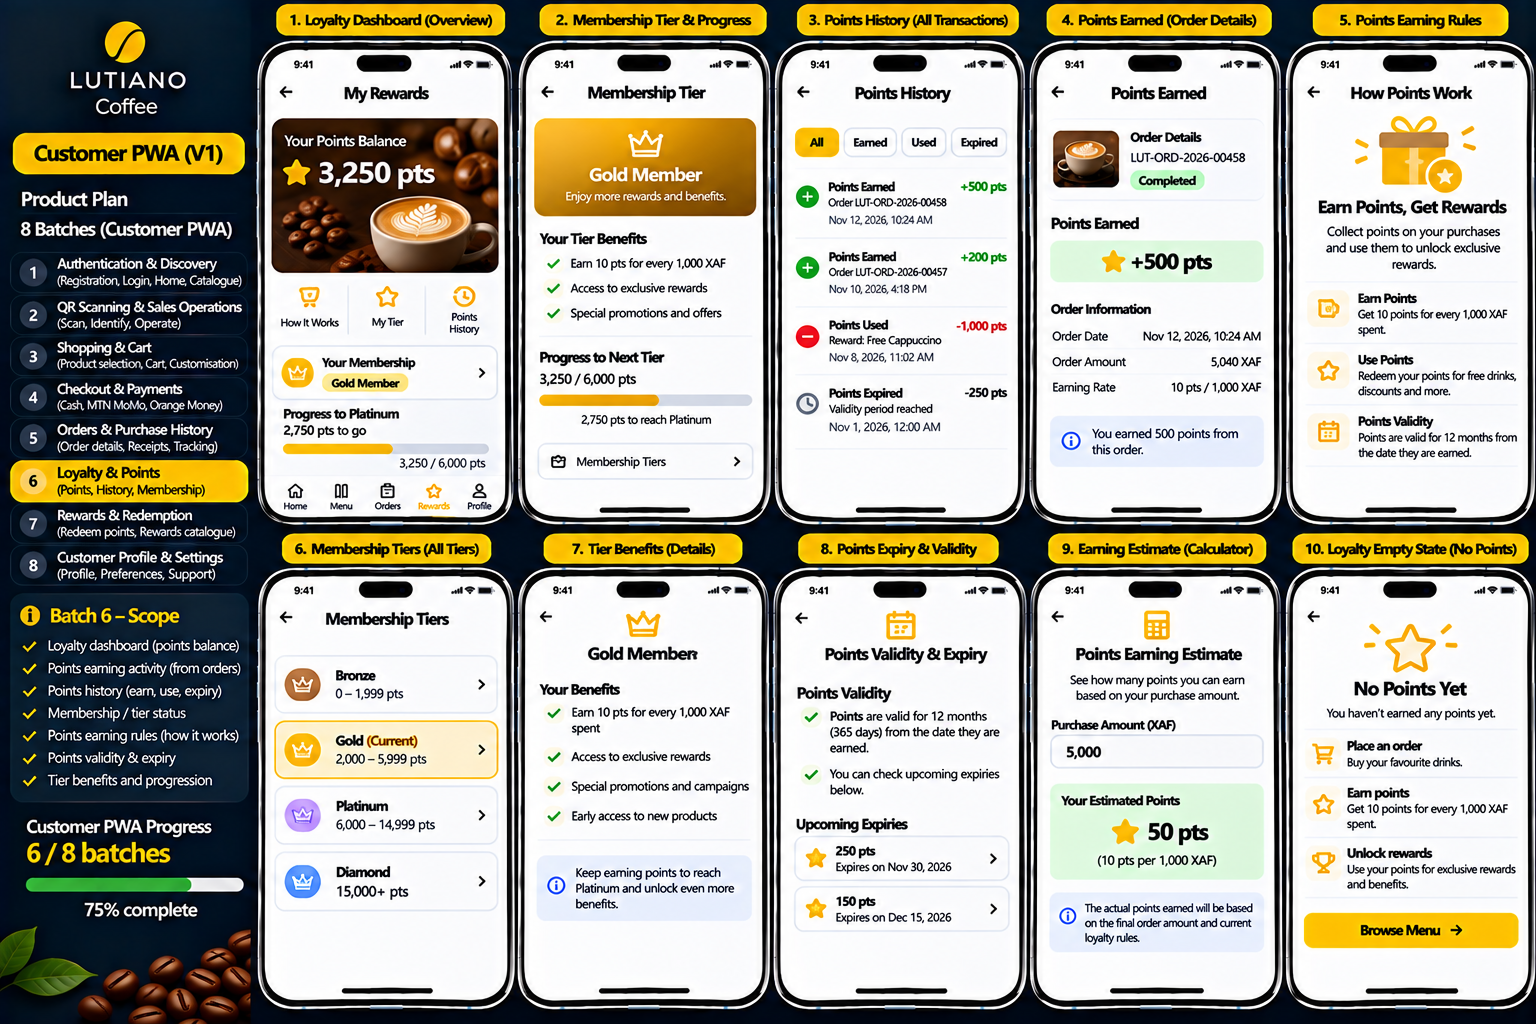 LUTIANO
Coffee
Customer PWA (V1)
Product Plan
8 Batches (Customer PWA)
1
Authentication & Discovery
(Registration, Login, Home, Catalogue)
2
QR Scanning & Sales Operations
(Scan, Identify, Operate)
3
Shopping & Cart
(Product selection, Cart, Customisation)
4
Checkout & Payments
(Cash, MTN MoMo, Orange Money)
5
Orders & Purchase History
(Order details, Receipts, Tracking)
6
Loyalty & Points
(Points, History, Membership)
7
Rewards & Redemption
(Redeem points, Rewards catalogue)
8
Customer Profile & Settings
(Profile, Preferences, Support)
Batch 6 – Scope
Loyalty dashboard (points balance)
Points earning activity (from orders)
Points history (earn, use, expiry)
Membership / tier status
Points earning rules (how it works)
Points validity & expiry
Tier benefits and progression
Customer PWA Progress
6 / 8 batches
75% complete
1. Loyalty Dashboard (Overview)
9:41
My Rewards
Your Points Balance
3,250 pts
How It Works
My Tier
Points
History
Your Membership
Gold Member
Progress to Platinum
2,750 pts to go
3,250 / 6,000 pts
Home
Menu
Orders
Rewards
Profile
2. Membership Tier & Progress
9:41
Membership Tier
Gold Member
Enjoy more rewards and benefits.
Your Tier Benefits
Earn 10 pts for every 1,000 XAF
Access to exclusive rewards
Special promotions and offers
Progress to Next Tier
3,250 / 6,000 pts
2,750 pts to reach Platinum
Membership Tiers
3. Points History (All Transactions)
9:41
Points History
All
Earned
Used
Expired
Points Earned
+500 pts
Order LUT-ORD-2026-00458
Nov 12, 2026, 10:24 AM
Points Earned
+200 pts
Order LUT-ORD-2026-00457
Nov 10, 2026, 4:18 PM
Points Used
-1,000 pts
Reward: Free Cappuccino
Nov 8, 2026, 11:02 AM
Points Expired
-250 pts
Validity period reached
Nov 1, 2026, 12:00 AM
4. Points Earned (Order Details)
9:41
Points Earned
Order Details
LUT-ORD-2026-00458
Completed
Points Earned
+500 pts
Order Information
Order Date
Nov 12, 2026, 10:24 AM
Order Amount
5,040 XAF
Earning Rate
10 pts / 1,000 XAF
You earned 500 points from
this order.
5. Points Earning Rules
9:41
How Points Work
Earn Points, Get Rewards
Collect points on your purchases
and use them to unlock exclusive
rewards.
Earn Points
Get 10 points for every 1,000 XAF
spent.
Use Points
Redeem your points for free drinks,
discounts and more.
Points Validity
Points are valid for 12 months from
the date they are earned.
6. Membership Tiers (All Tiers)
9:41
Membership Tiers
Bronze
0 – 1,999 pts
Gold (Current)
2,000 – 5,999 pts
Platinum
6,000 – 14,999 pts
Diamond
15,000+ pts
7. Tier Benefits (Details)
9:41
Gold Member
Your Benefits
Earn 10 pts for every 1,000 XAF
spent
Access to exclusive rewards
Special promotions and campaigns
Early access to new products
Keep earning points to reach
Platinum and unlock even more
benefits.
8. Points Expiry & Validity
9:41
Points Validity & Expiry
Points Validity
Points are valid for 12 months
(365 days) from the date they are
earned.
You can check upcoming expiries
below.
Upcoming Expiries
250 pts
Expires on Nov 30, 2026
150 pts
Expires on Dec 15, 2026
9. Earning Estimate (Calculator)
9:41
Points Earning Estimate
See how many points you can earn
based on your purchase amount.
Purchase Amount (XAF)
5,000
Your Estimated Points
50 pts
(10 pts per 1,000 XAF)
The actual points earned will be based
on the final order amount and current
loyalty rules.
10. Loyalty Empty State (No Points)
9:41
No Points Yet
You haven't earned any points yet.
Place an order
Buy your favourite drinks.
Earn points
Get 10 points for every 1,000 XAF
spent.
Unlock rewards
Use your points for exclusive rewards
and benefits.
Browse Menu →